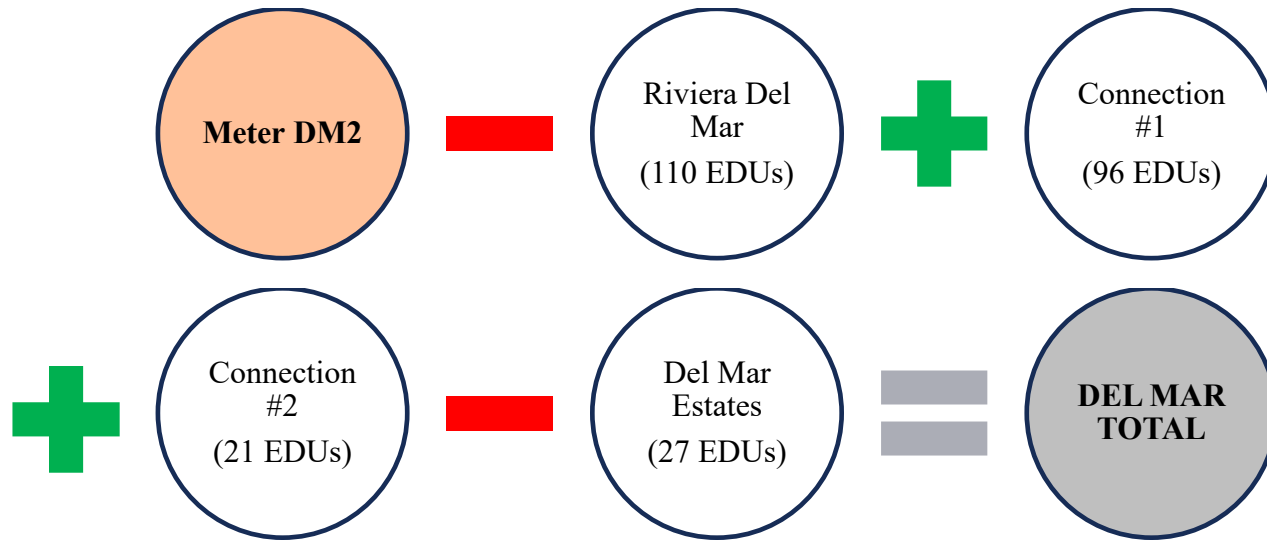 Meter DM2
Riviera Del
Mar
(110 EDUs)
Connection
#1
(96 EDUs)
Connection
#2
(21 EDUs)
Del Mar
Estates
(27 EDUs)
DEL MAR
TOTAL